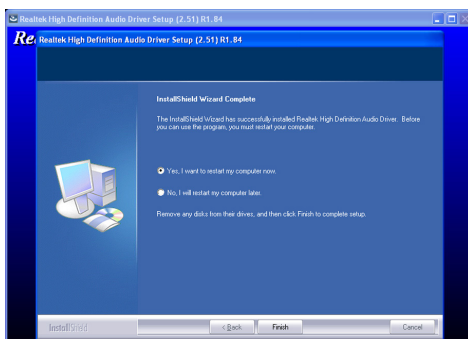 Realtek High Definition Audio Driver Setup (2.51) R1.84
Re
Realtek High Definition Audio Driver Setup (2.51) R1.84
InstallShield Wizard Complete
The InstallShield Wizard has successfully installed Realtek High Definition Audio Driver. Before
you can use the program, you must restart your computer.
Yes, I want to restart my computer now.
No, I will restart my computer later.
Remove any disks from their drives, and then click Finish to complete setup.
InstallShield
< Back
Finish
Cancel